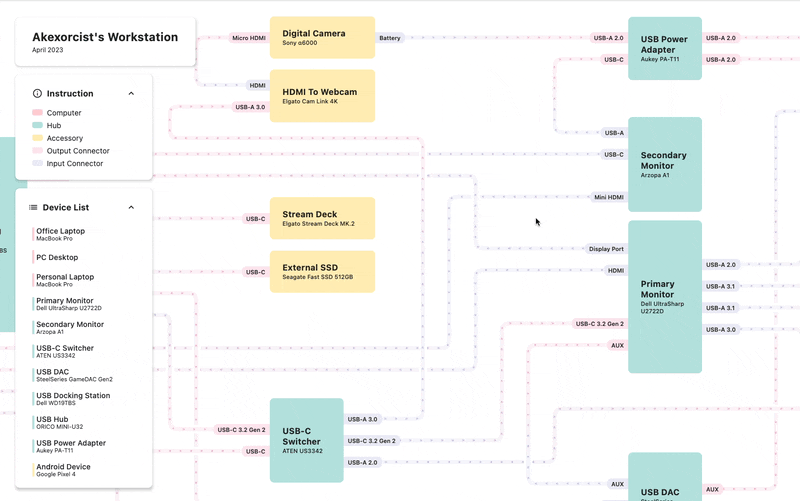 Akexorcist's Workstation
April 2023
Instruction
Computer
Hub
Accessory
Output Connector
Input Connector
Device List
Office Laptop
MacBook Pro
PC Desktop
Personal Laptop
MacBook Pro
Primary Monitor
Dell UltraSharp U2722D
Secondary Monitor
Arzopa A1
USB-C Switcher
ATEN US3342
USB DAC
SteelSeries GameDAC Gen2
USB Docking Station
Dell WD19TBS
USB Hub
ORICO MINI-U32
USB Power Adapter
Aukey PA-T11
Android Device
Google Pixel 4
BS
Micro HDMI
Digital Camera
Sony α6000
Battery
HDMI
USB-A 3.0
HDMI To Webcam
Elgato Cam Link 4K
USB-C
Stream Deck
Elgato Stream Deck MK.2
USB-C
External SSD
Seagate Fast SSD 512GB
USB-C 3.2 Gen 2
USB-C
USB-C
Switcher
ATEN US3342
USB-A 3.0
USB-C 3.2 Gen 2
USB-A 2.0
USB-A 2.0
USB-C
USB Power
Adapter
Aukey PA-T11
USB-A 2.0
USB-A 2.0
USB-A
USB-C
Mini HDMI
Secondary
Monitor
Arzopa A1
Display Port
HDMI
USB-C 3.2 Gen 2
AUX
Primary
Monitor
Dell UltraSharp
U2722D
USB-A 2.0
USB-A 3.1
USB-A 3.1
USB-A 3.0
AUX
USB DAC
AUX